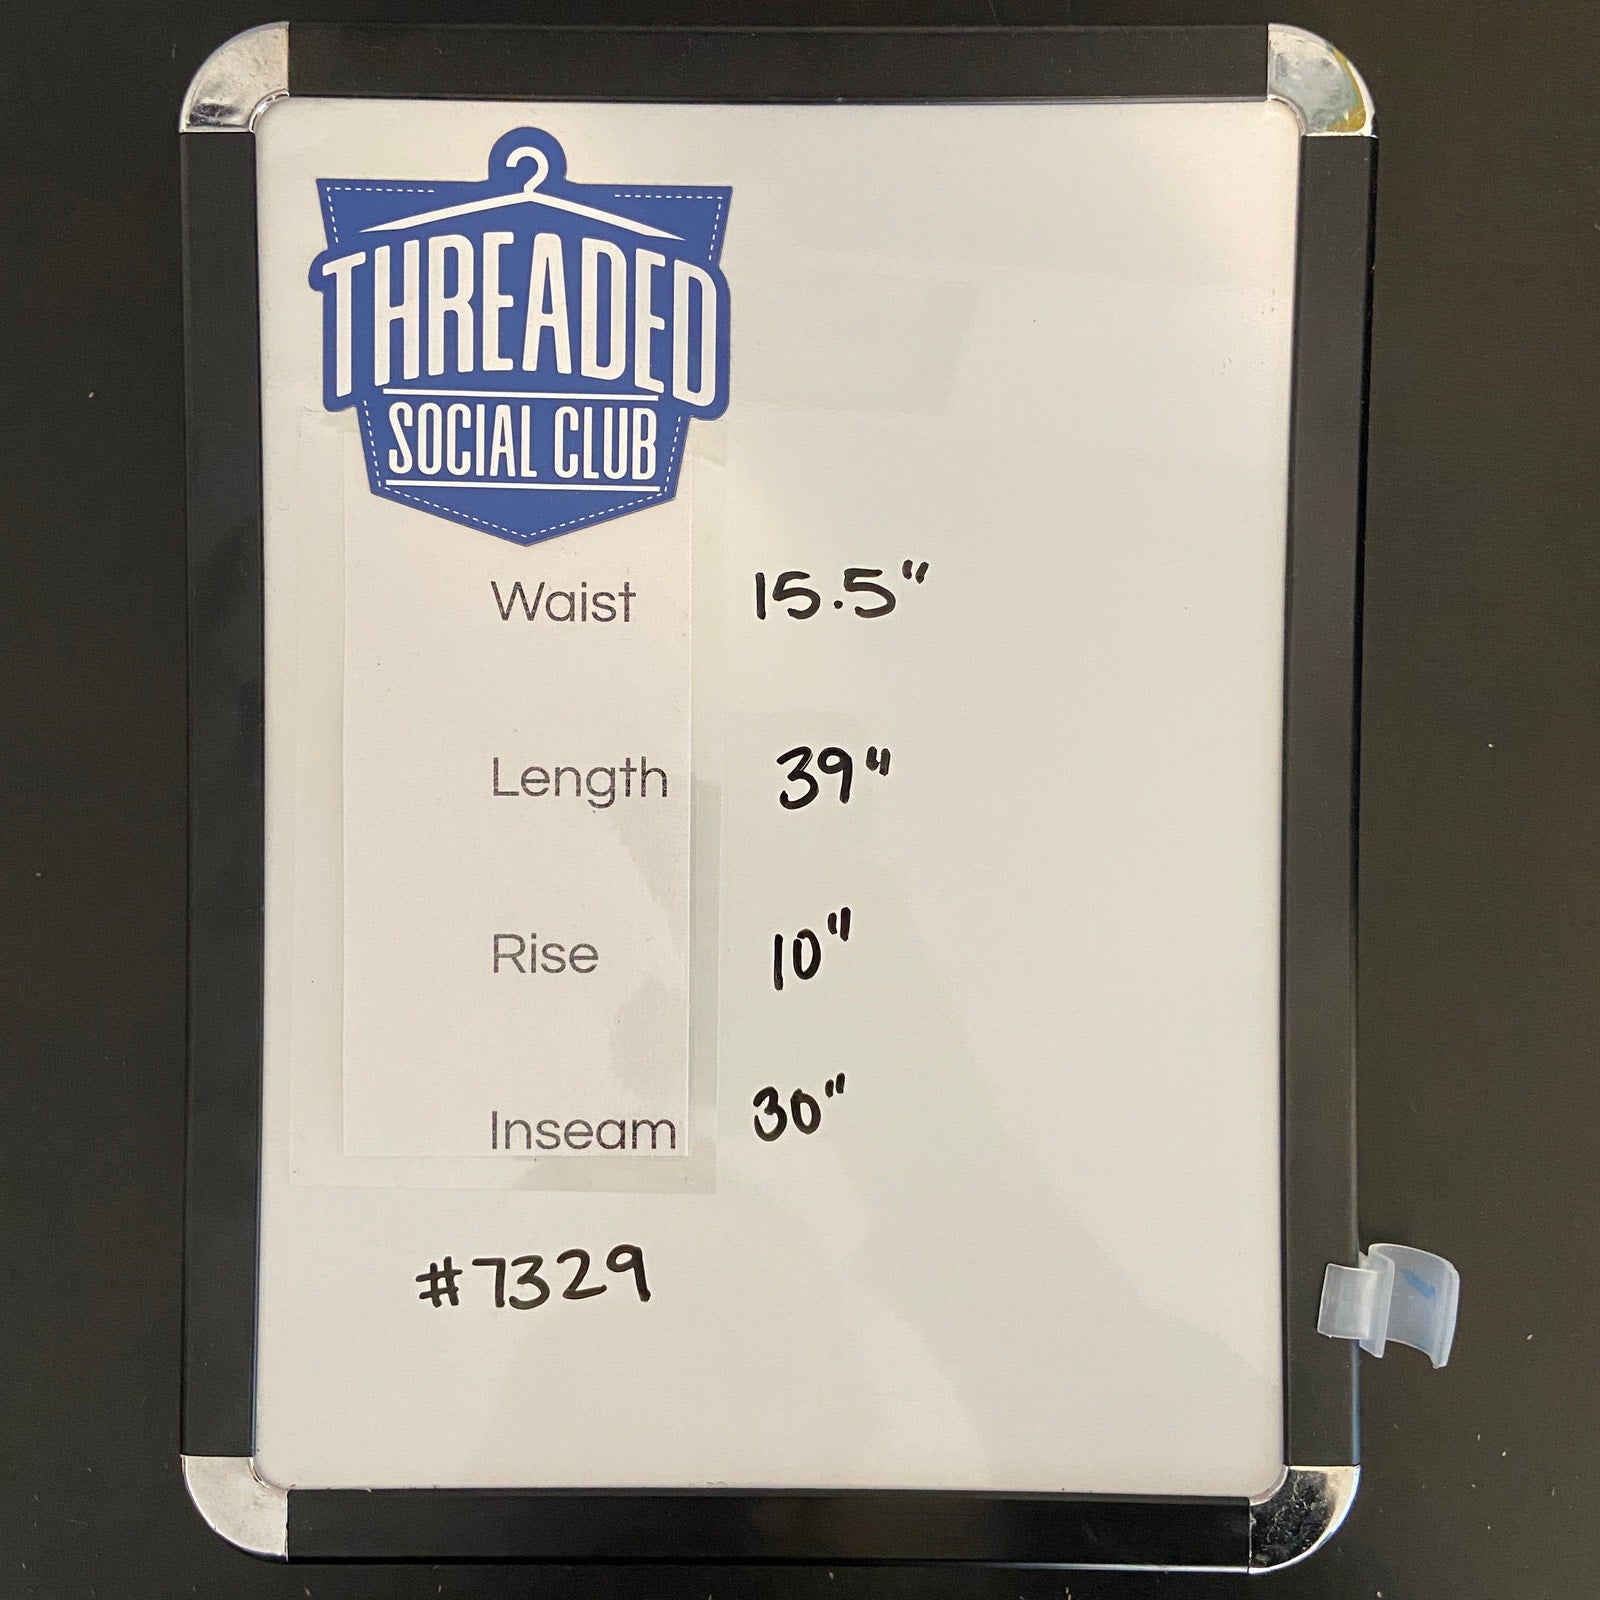 THREADED
SOCIAL CLUB
Waist 15.5"
Length 39"
Rise 10"
Inseam 30"
#7329